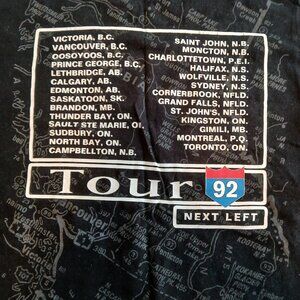 VICTORIA, B.C.
VANCOUVER, B.C.
OOSOYOOS, B.C.
PRINCE GEORGE, B.C.
LETHBRIDGE, AB.
CALGARY, AB.
EDMONTON, AB.
SASKATOON, SK.
BRANDON, MB.
THUNDER BAY, ON.
SAULT STE MARIE, O
SUDBURY, ON.
NORTH BAY, ON.
CAMPBELLTON, N.B.
SAINT JOHN, N.B.
MONCTON, N.B.
CHARLOTTETOWN, P.E.I.
HALIFAX, N.S.
WOLFVILLE, N.S.
SYDNEY, N.S.
CORNERBROOK, NFLD.
GRAND FALLS, NFLD.
ST. JOHN'S, NFLD.
KINGSTON, ON.
GIMILI, MB.
MONTREAL, P.Q.
TORONTO, ON.
Tour 92
NEXT LEFT